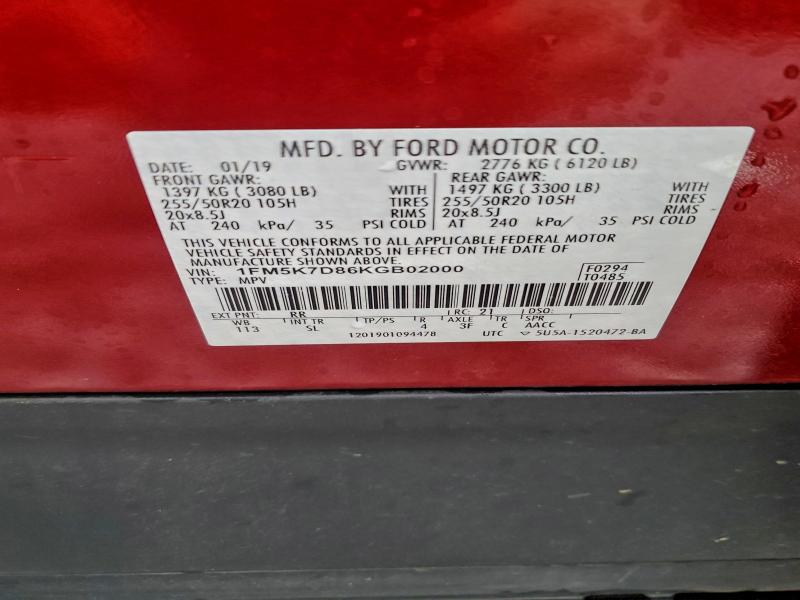 MFD. BY FORD MOTOR CO.
DATE: 01/19 GVWR: 2776 KG ( 6120 LB)
FRONT GAWR: REAR GAWR:
1397 KG ( 3080 LB) WITH 1497 KG ( 3300 LB) WITH
255/50R20 105H TIRES 255/50R20 105H TIRES
20x8.5J RIMS 20x8.5J RIMS
AT 240 kPa/ 35 PSI COLD AT 240 kPa/ 35 PSI COLD
THIS VEHICLE CONFORMS TO ALL APPLICABLE FEDERAL MOTOR
VEHICLE SAFETY STANDARDS IN EFFECT ON THE DATE OF
MANUFACTURE SHOWN ABOVE.
VIN: 1FM5K7D86KGB02000 F0294
TYPE: MPV T0485
EXT PNT: RR RC: 21 DSO:
WB INT TR TP/PS R AXLE TR SPR
113 SL 4 3F C AACC
1201901094478 UTC 5U5A-1520472-BA